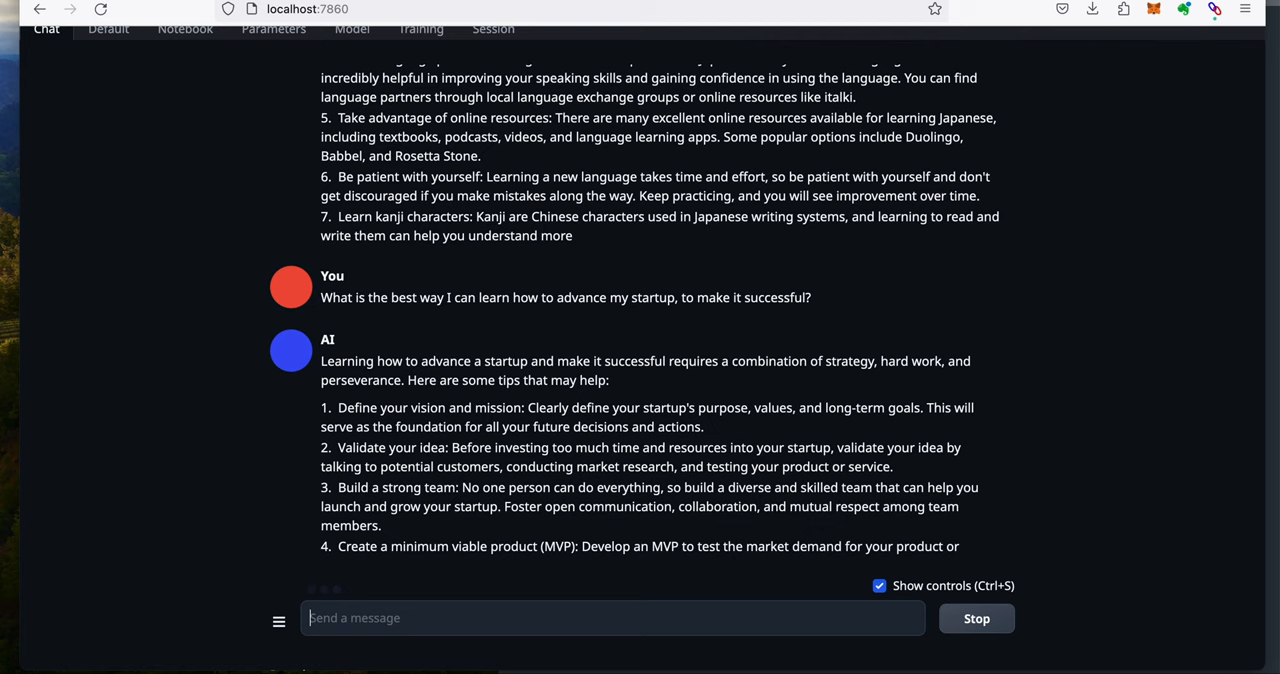 localhost:7860
Chat Default Notebook Parameters Model Training Session
incredibly helpful in improving your speaking skills and gaining confidence in using the language. You can find
language partners through local language exchange groups or online resources like italki.
5. Take advantage of online resources: There are many excellent online resources available for learning Japanese,
including textbooks, podcasts, videos, and language learning apps. Some popular options include Duolingo,
Babbel, and Rosetta Stone.
6. Be patient with yourself: Learning a new language takes time and effort, so be patient with yourself and don't
get discouraged if you make mistakes along the way. Keep practicing, and you will see improvement over time.
7. Learn kanji characters: Kanji are Chinese characters used in Japanese writing systems, and learning to read and
write them can help you understand more
You
What is the best way I can learn how to advance my startup, to make it successful?
AI
Learning how to advance a startup and make it successful requires a combination of strategy, hard work, and
perseverance. Here are some tips that may help:
1. Define your vision and mission: Clearly define your startup's purpose, values, and long-term goals. This will
serve as the foundation for all your future decisions and actions.
2. Validate your idea: Before investing too much time and resources into your startup, validate your idea by
talking to potential customers, conducting market research, and testing your product or service.
3. Build a strong team: No one person can do everything, so build a diverse and skilled team that can help you
launch and grow your startup. Foster open communication, collaboration, and mutual respect among team
members.
4. Create a minimum viable product (MVP): Develop an MVP to test the market demand for your product or
Show controls (Ctrl+S)
Send a message
Stop